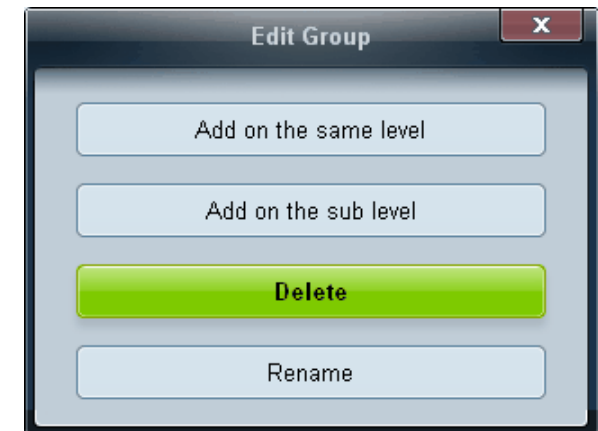 Edit Group
X
Add on the same level
Add on the sub level
Delete
Rename